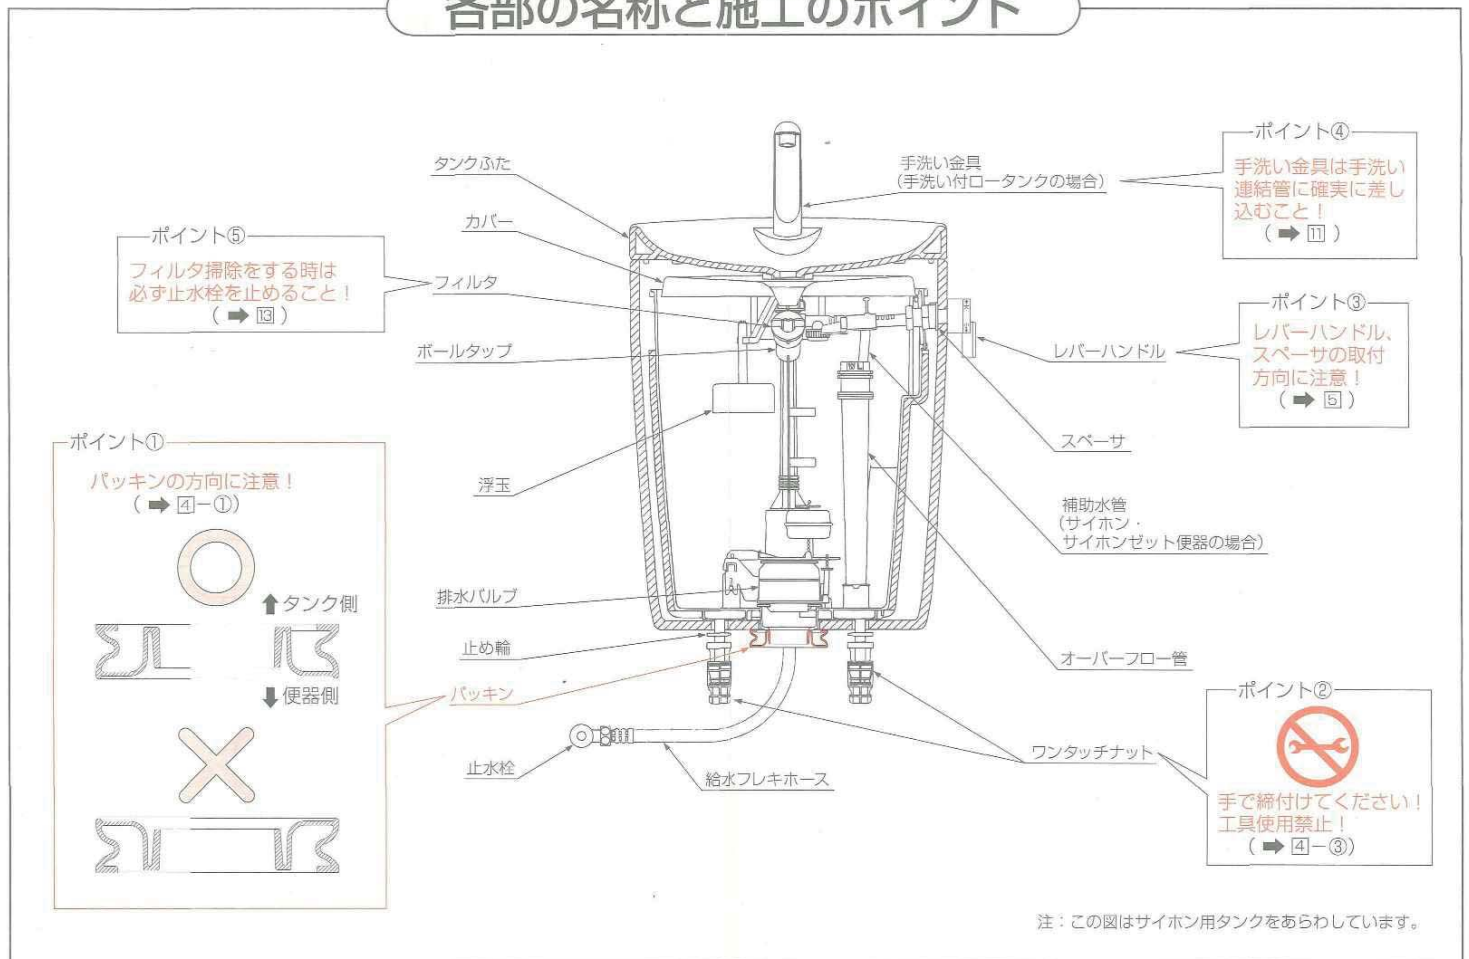 各部の名称と施工のポイント
タンクふた
カバー
フィルタ
ボールタップ
浮玉
排水バルブ
止め輪
パッキン
止水栓
給水フレキホース
手洗い金具
(手洗い付ロータンクの場合)
レバーハンドル
スペーサ
補助水管
(サイホン・
サイホンゼット便器の場合)
オーバーフロー管
ワンタッチナット
ポイント⑤
フィルタ掃除をする時は
必ず止水栓を止めること!
(➡ 13)
ポイント①
パッキンの方向に注意!
(➡ 4-①)
⬆タンク側
⬇便器側
ポイント④
手洗い金具は手洗い
連結管に確実に差し
込むこと!
(➡ 11)
ポイント③
レバーハンドル、
スペーサの取付
方向に注意!
(➡ 5)
ポイント②
手で締付けてください!
工具使用禁止!
(➡ 4-③)
注:この図はサイホン用タンクをあらわしています。